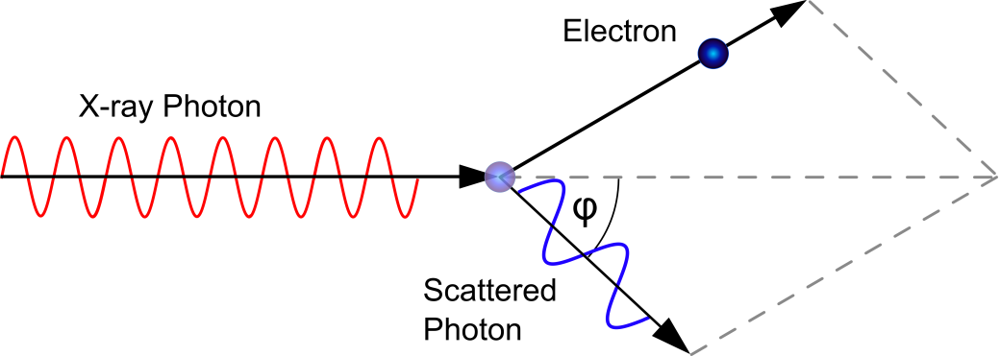 Electron
X-ray Photon
φ
Scattered
Photon